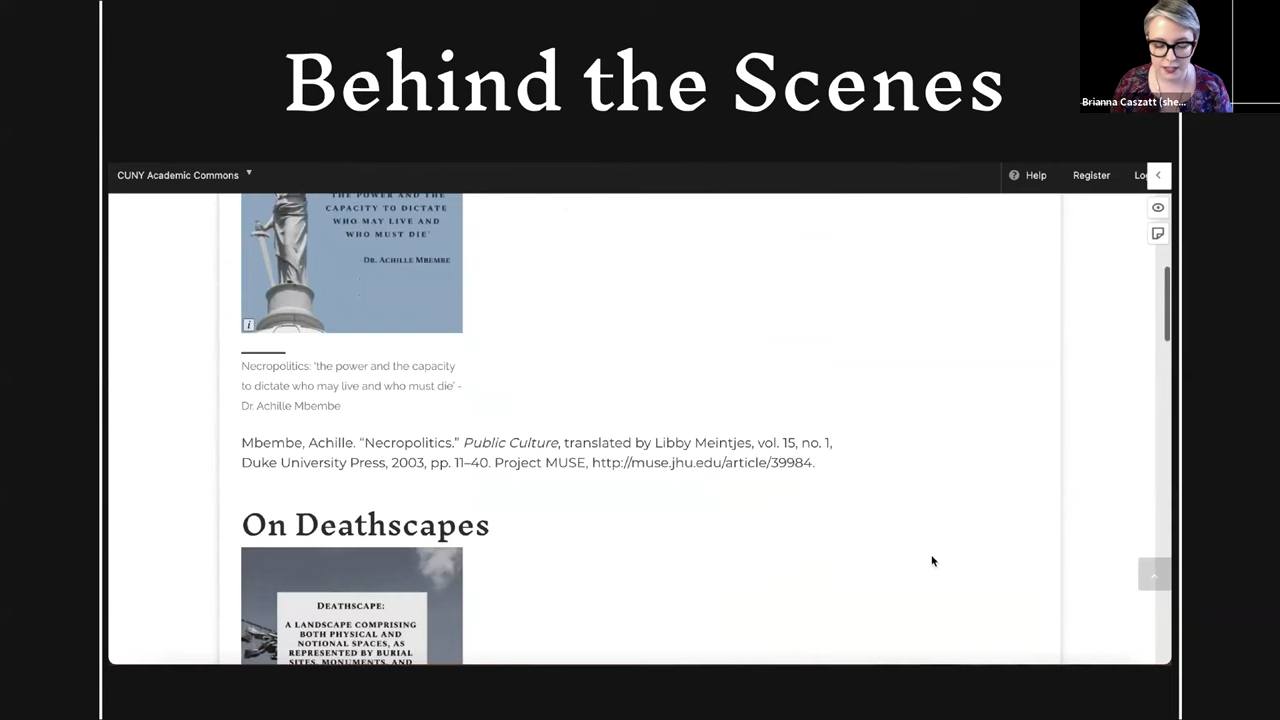 Behind the Scenes
Brianna Caszatt (she...
CUNY Academic Commons
Help
Register
Lo
THE POWER AND THE
CAPACITY TO DICTATE
WHO MAY LIVE AND
WHO MUST DIE'
DR. ACHILLE MBEMBE
i
Necropolitics: 'the power and the capacity
to dictate who may live and who must die' -
Dr. Achille Mbembe
Mbembe, Achille. “Necropolitics.” Public Culture, translated by Libby Meintjes, vol. 15, no. 1,
Duke University Press, 2003, pp. 11–40. Project MUSE, http://muse.jhu.edu/article/39984.
On Deathscapes
DEATHSCAPE:
A LANDSCAPE COMPRISING
BOTH PHYSICAL AND
NOTIONAL SPACES, AS
REPRESENTED BY BURIAL
SITES, MONUMENTS, AND